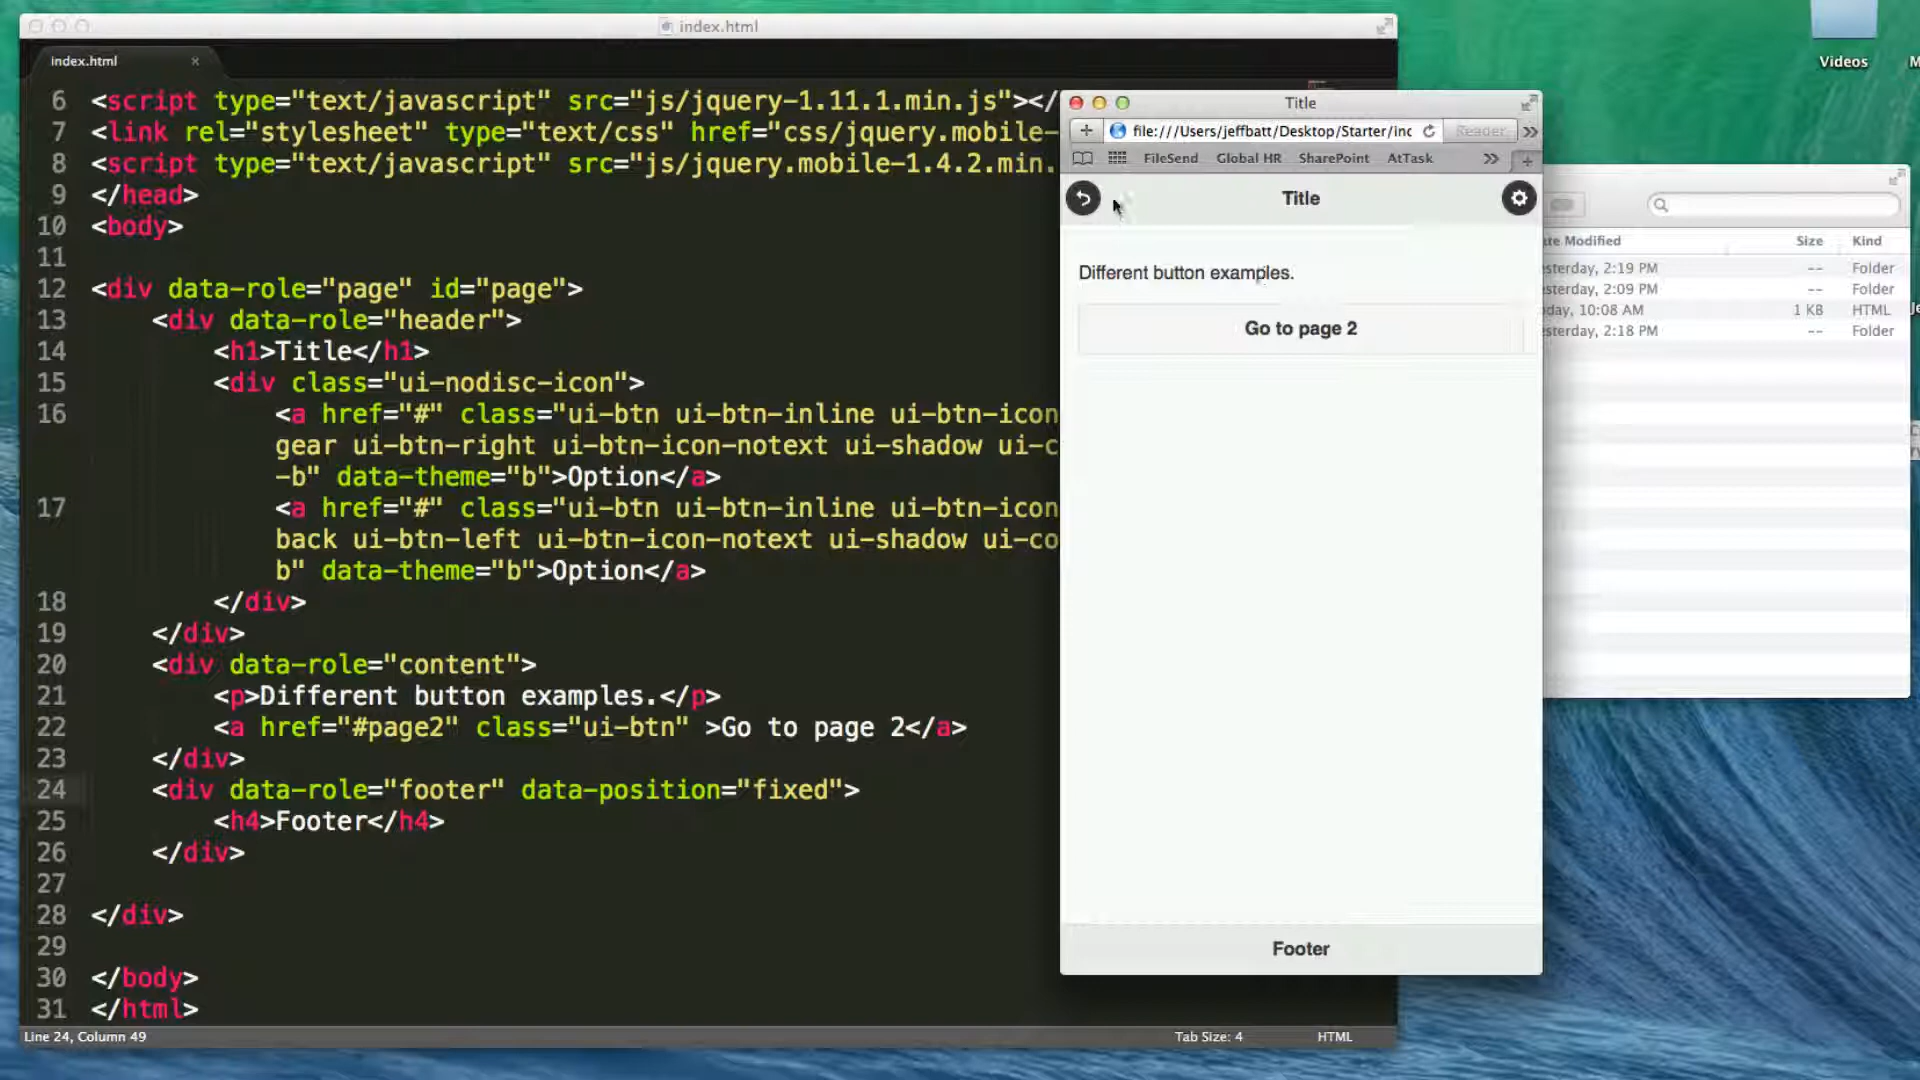 index.html
index.html
6 <script type="text/javascript" src="js/jquery-1.11.1.min.js"></
7 <link rel="stylesheet" type="text/css" href="css/jquery.mobile-
8 <script type="text/javascript" src="js/jquery.mobile-1.4.2.min.
9 </head>
10 <body>
11
12 <div data-role="page" id="page">
13 <div data-role="header">
14 <h1>Title</h1>
15 <div class="ui-nodisc-icon">
16 <a href="#" class="ui-btn ui-btn-inline ui-btn-icon
gear ui-btn-right ui-btn-icon-notext ui-shadow ui-c
-b" data-theme="b">Option</a>
17 <a href="#" class="ui-btn ui-btn-inline ui-btn-icon
back ui-btn-left ui-btn-icon-notext ui-shadow ui-co
b" data-theme="b">Option</a>
18 </div>
19 </div>
20 <div data-role="content">
21 <p>Different button examples.</p>
22 <a href="#page2" class="ui-btn" >Go to page 2</a>
23 </div>
24 <div data-role="footer" data-position="fixed">
25 <h4>Footer</h4>
26 </div>
27
28 </div>
29
30 </body>
31 </html>
Line 24, Column 49
Tab Size: 4
HTML
Title
file:///Users/jeffbatt/Desktop/Starter/inc
Reader
FileSend Global HR SharePoint AtTask
Title
Different button examples.
Go to page 2
Footer
Videos
Modified Size Kind
2:19 PM -- Folder
2:09 PM -- Folder
10:08 AM 1 KB HTML
2:18 PM -- Folder